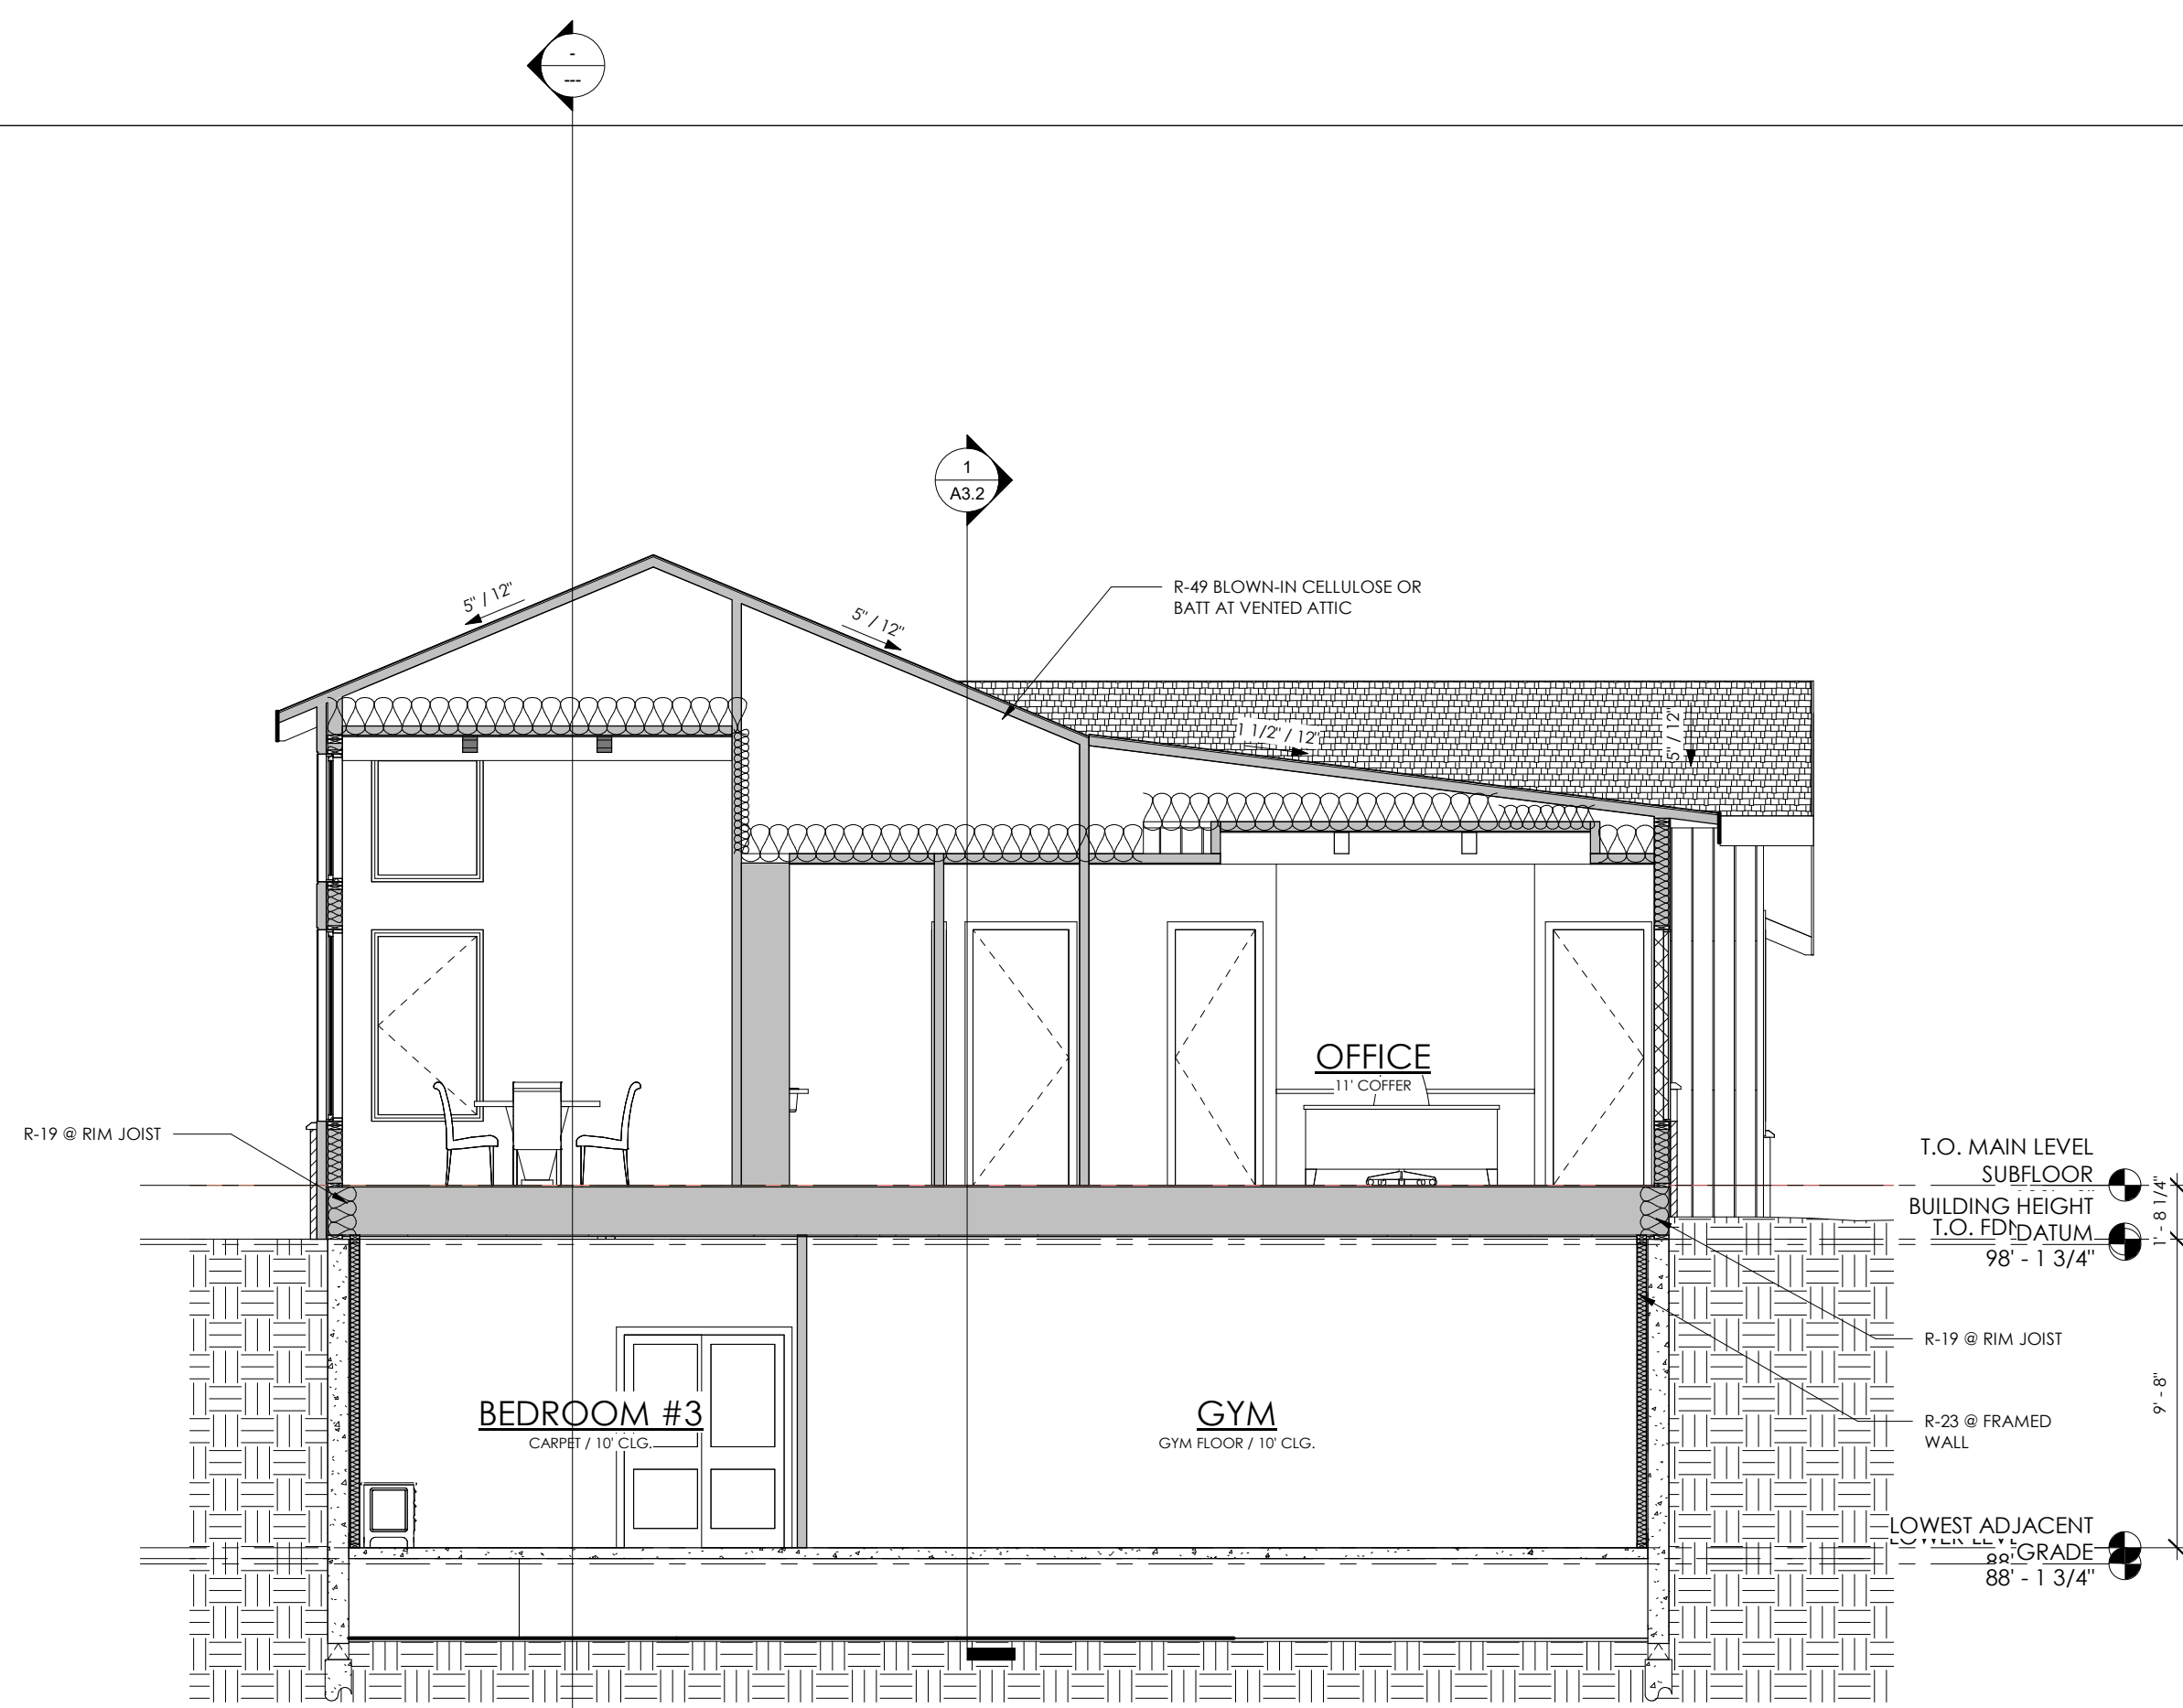 -
---
1
A3.2
5" / 12"
5" / 12"
R-49 BLOWN-IN CELLULOSE OR
BATT AT VENTED ATTIC
1 1/2" / 12"
5" / 12"
OFFICE
11' COFFER
R-19 @ RIM JOIST
T.O. MAIN LEVEL
SUBFLOOR
1' - 8 1/4"
BUILDING HEIGHT
T.O. FDN
DATUM
98' - 1 3/4"
R-19 @ RIM JOIST
9' - 8"
BEDROOM #3
CARPET / 10' CLG.
GYM
GYM FLOOR / 10' CLG.
R-23 @ FRAMED
WALL
LOWEST ADJACENT
LOWER LEVEL
GRADE
88' - 1 3/4"